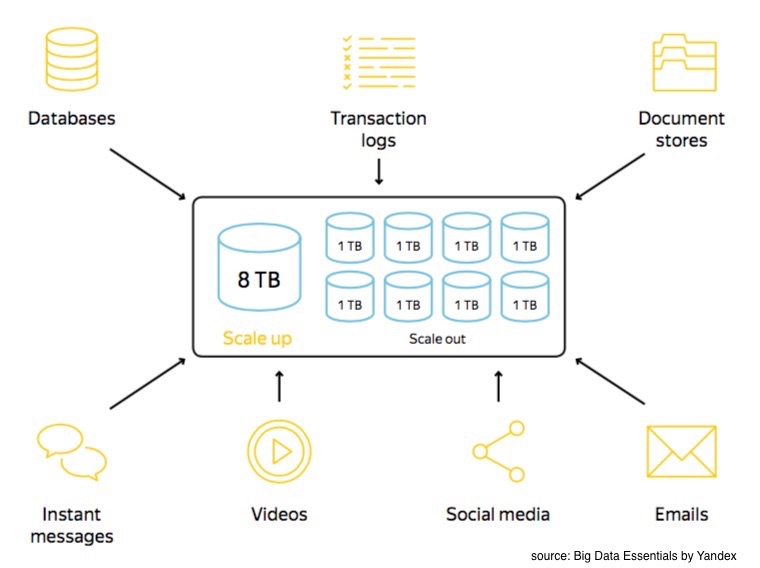 Databases
Transaction
logs
Document
stores
8 TB
1 TB
1 TB
1 TB
1 TB
1 TB
1 TB
1 TB
1 TB
Scale up
Scale out
Instant
messages
Videos
Social media
Emails
source: Big Data Essentials by Yandex